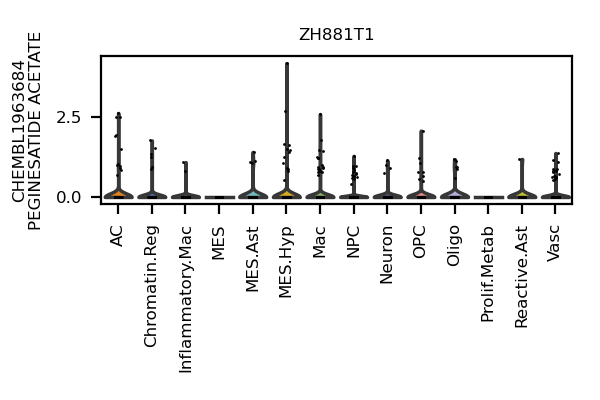 ZH881T1
CHEMBL1963684
PEGINESATIDE ACETATE
2.5
0.0
AC
Chromatin.Reg
Inflammatory.Mac
MES
MES.Ast
MES.Hyp
Mac
NPC
Neuron
OPC
Oligo
Prolif.Metab
Reactive.Ast
Vasc